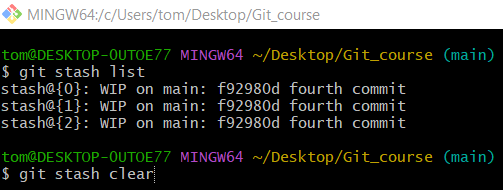 MINGW64:/c/Users/tom/Desktop/Git_course
tom@DESKTOP-OUTOE77 MINGW64 ~/Desktop/Git_course (main)
$ git stash list
stash@{0}: WIP on main: f92980d fourth commit
stash@{1}: WIP on main: f92980d fourth commit
stash@{2}: WIP on main: f92980d fourth commit
tom@DESKTOP-OUTOE77 MINGW64 ~/Desktop/Git_course (main)
$ git stash clear